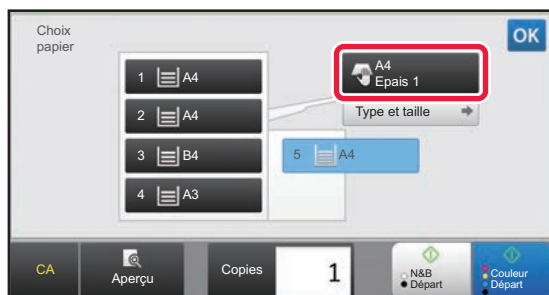 Choix
papier
OK
1 A4
2 A4
3 B4
4 A3
A4
Epais 1
Type et taille
5 A4
CA
Aperçu
Copies
1
N&B
Départ
Couleur
Départ